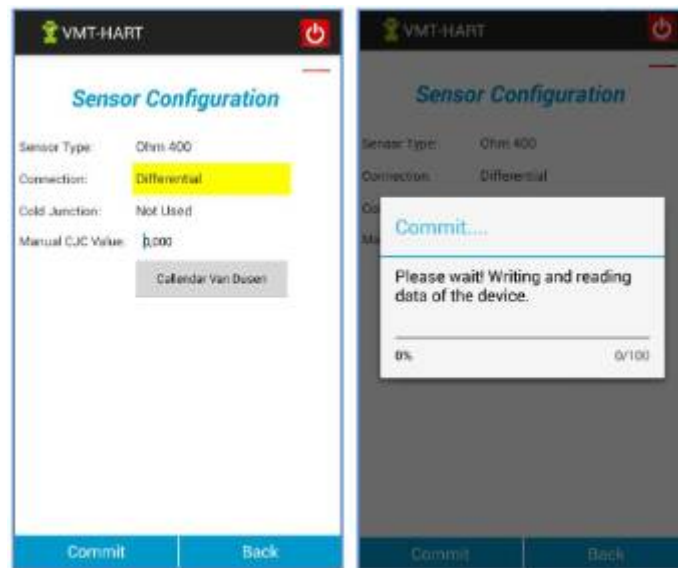 VMT-HART
Sensor Configuration
Sensor Type: Ohm 400
Connection: Differential
Cold Junction: Not Used
Manual CJC Value: 0,000
Callendar Van Dusen
Commit Back
VMT-HART
Sensor Configuration
Sensor Type: Ohm 400
Connection: Differential
Commit....
Please wait! Writing and reading
data of the device.
0% 0/100
Commit Back